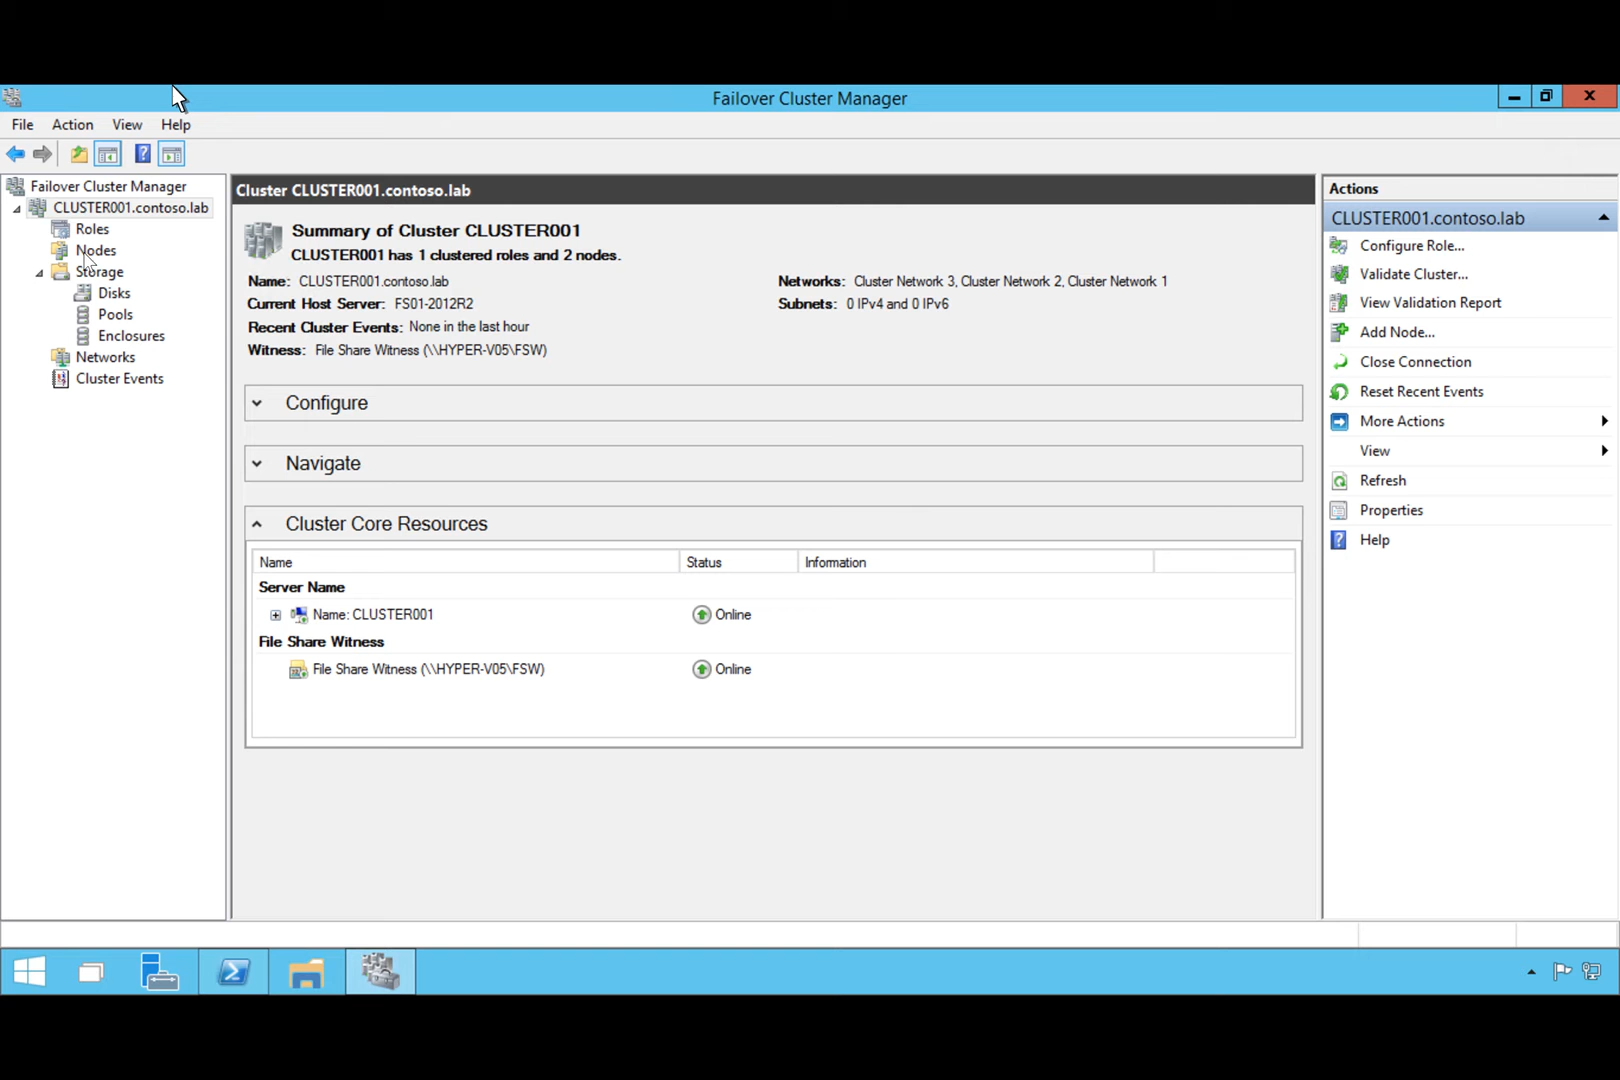 Failover Cluster Manager
File Action View Help
Failover Cluster Manager
CLUSTER001.contoso.lab
Roles
Nodes
Storage
Disks
Pools
Enclosures
Networks
Cluster Events
Cluster CLUSTER001.contoso.lab
Summary of Cluster CLUSTER001
CLUSTER001 has 1 clustered roles and 2 nodes.
Name: CLUSTER001.contoso.lab
Current Host Server: FS01-2012R2
Recent Cluster Events: None in the last hour
Witness: File Share Witness (\\HYPER-V05\FSW)
Networks: Cluster Network 3, Cluster Network 2, Cluster Network 1
Subnets: 0 IPv4 and 0 IPv6
Configure
Navigate
Cluster Core Resources
Name Status Information
Server Name
Name: CLUSTER001 Online
File Share Witness
File Share Witness (\\HYPER-V05\FSW) Online
Actions
CLUSTER001.contoso.lab
Configure Role...
Validate Cluster...
View Validation Report
Add Node...
Close Connection
Reset Recent Events
More Actions
View
Refresh
Properties
Help